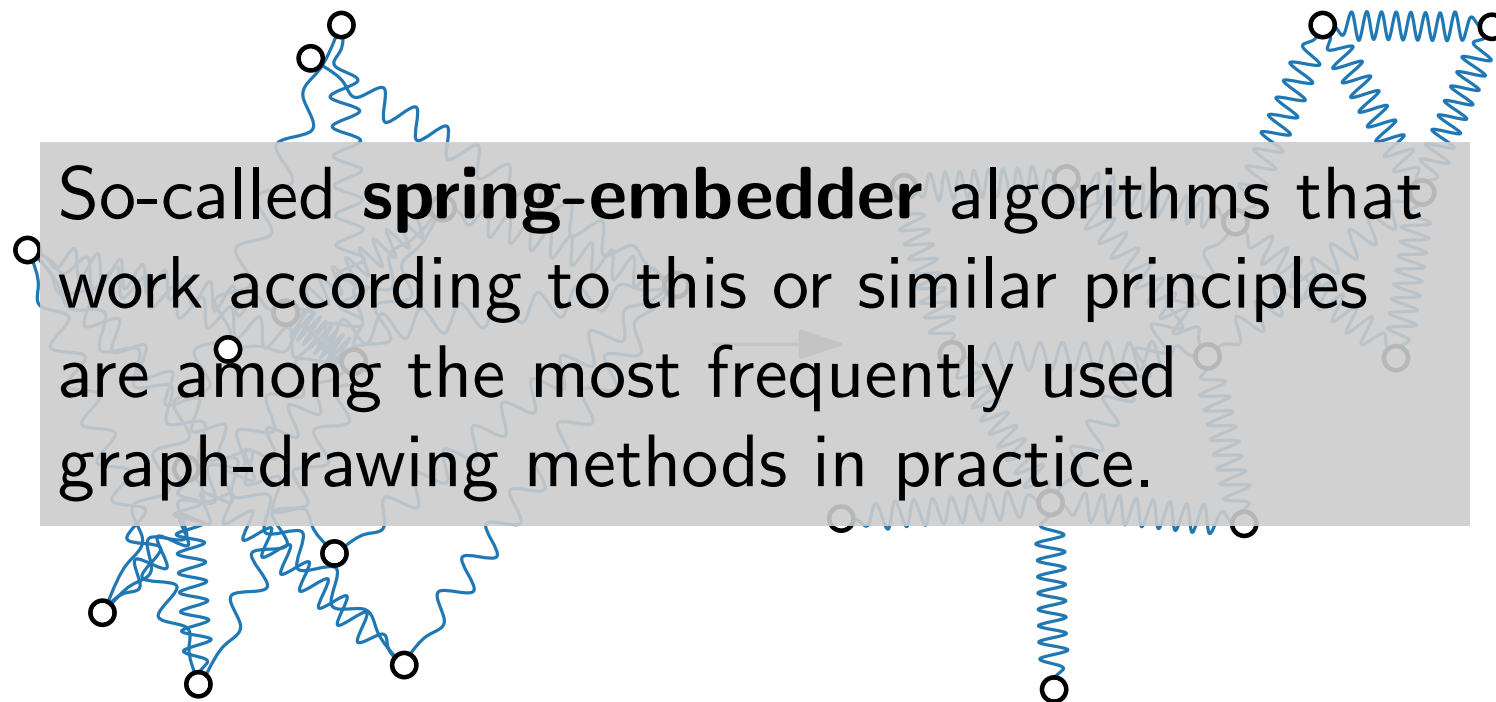 So-called spring-embedder algorithms that
work according to this or similar principles
are among the most frequently used
graph-drawing methods in practice.